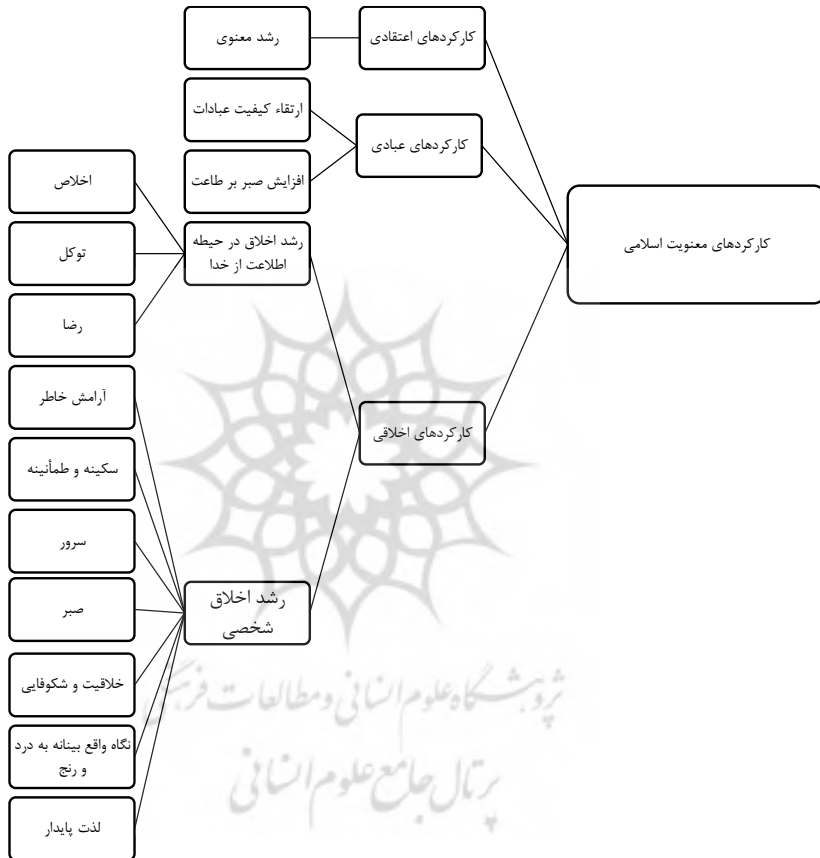 کارکردهای معنویت اسلامی
کارکردهای اعتقادی
رشد معنوی
کارکردهای عبادی
ارتقاء کیفیت عبادات
افزایش صبر بر طاعت
کارکردهای اخلاقی
رشد اخلاق در حیطه
اطلاعت از خدا
اخلاص
توکل
رضا
رشد اخلاق
شخصی
آرامش خاطر
سکینه و طمأنینه
سرور
صبر
خلاقیت و شکوفایی
نگاه واقع بینانه به درد
و رنج
لذت پایدار
پژوهشگاه علوم انسانی و مطالعات فرهنگی
پرتال جامع علوم انسانی